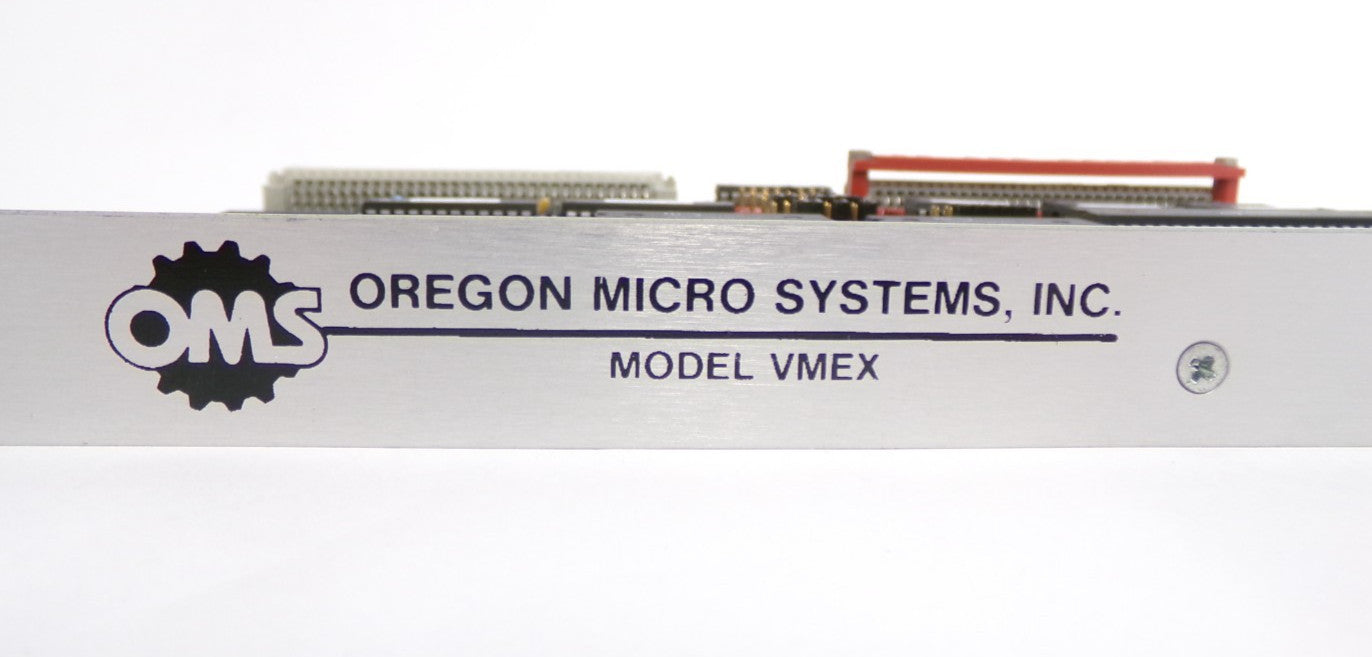 OMS
OREGON MICRO SYSTEMS, INC.
MODEL VMEX